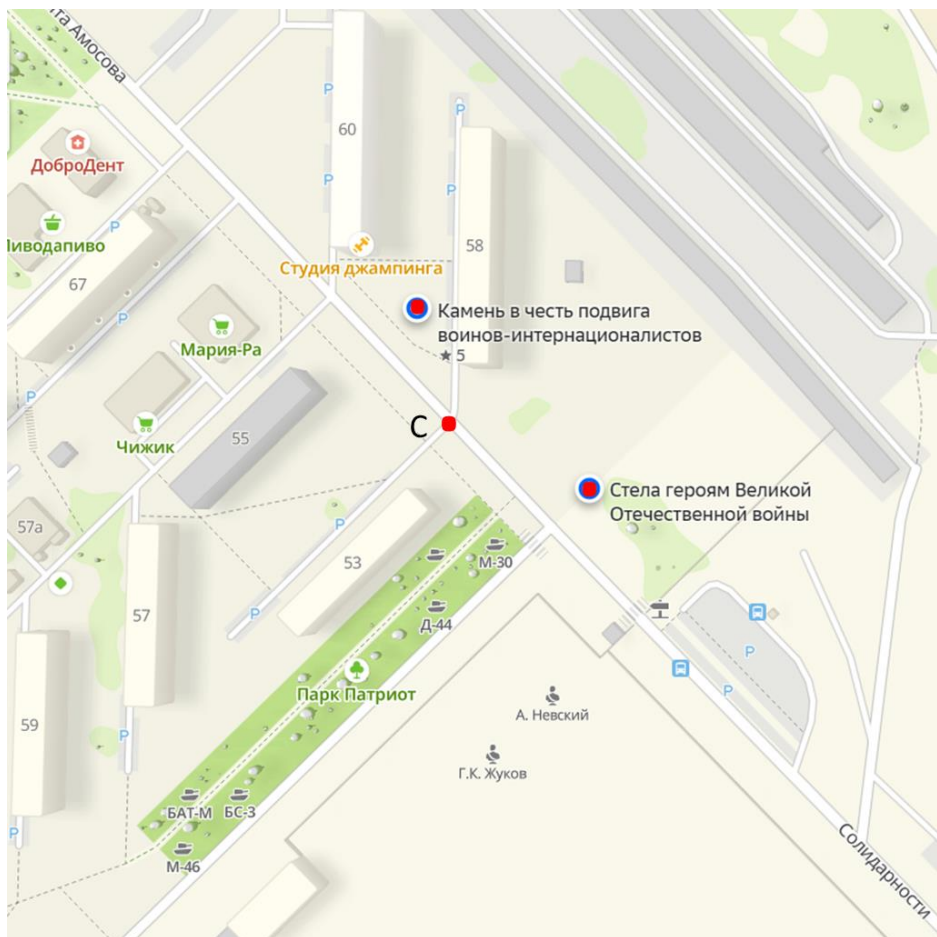 та Амосова
60
ДоброДент
P
P
P
P
58
Пиводапиво
67
P
P
Студия джампинга
Камень в честь подвига
воинов-интернационалистов
★ 5
Мария-Ра
P
C
55
Чижик
Стела героям Великой
Отечественной войны
57а
P
53
М-30
57
P
Д-44
P
P
А. Невский
Парк Патриот
59
P
Г.К. Жуков
БАТ-М
БС-3
P
М-46
Солидарности